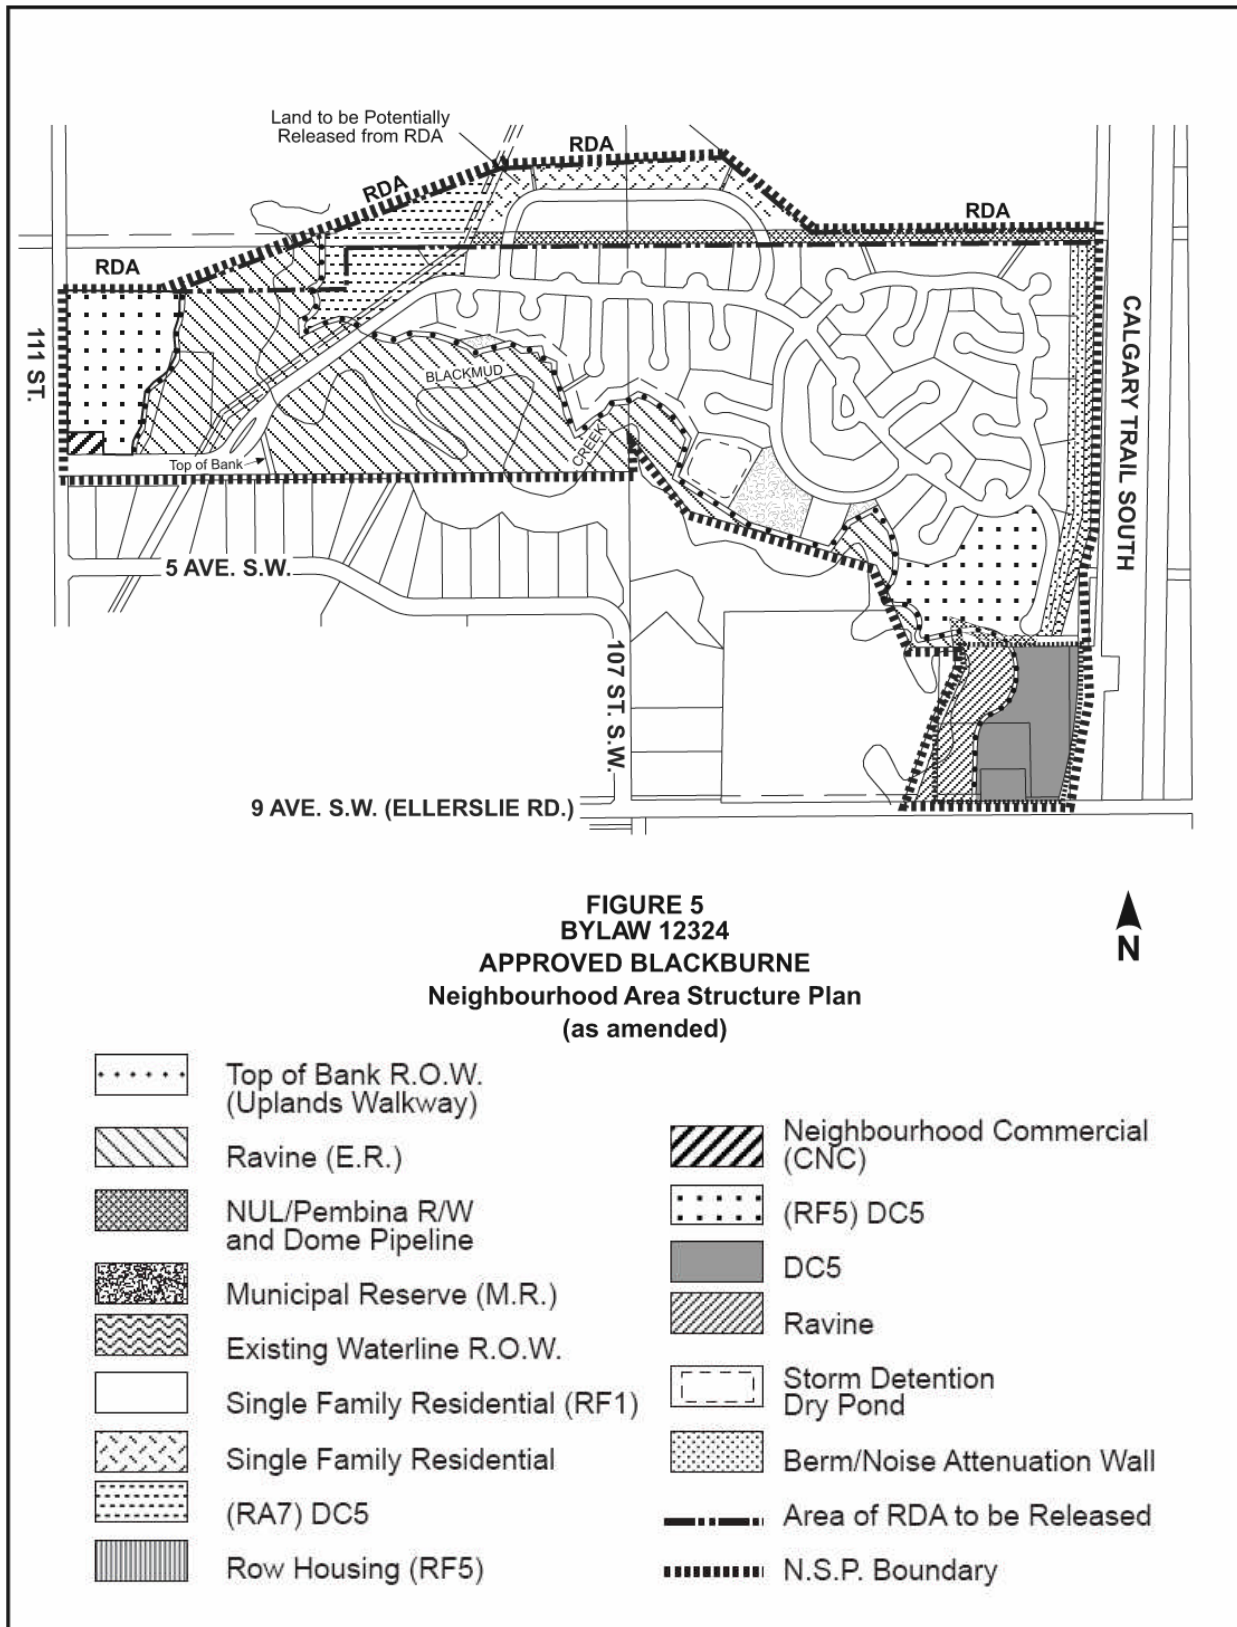 Land to be Potentially
Released from RDA
RDA
RDA
RDA
RDA
111 ST.
CALGARY TRAIL SOUTH
BLACKMUD
CREEK
Top of Bank
5 AVE. S.W.
107 ST. S.W.
9 AVE. S.W. (ELLERSLIE RD.)
FIGURE 5
BYLAW 12324
APPROVED BLACKBURNE
Neighbourhood Area Structure Plan
(as amended)
N
Top of Bank R.O.W.
(Uplands Walkway)
Ravine (E.R.)
NUL/Pembina R/W
and Dome Pipeline
Municipal Reserve (M.R.)
Existing Waterline R.O.W.
Single Family Residential (RF1)
Single Family Residential
(RA7) DC5
Row Housing (RF5)
Neighbourhood Commercial
(CNC)
(RF5) DC5
DC5
Ravine
Storm Detention
Dry Pond
Berm/Noise Attenuation Wall
Area of RDA to be Released
N.S.P. Boundary